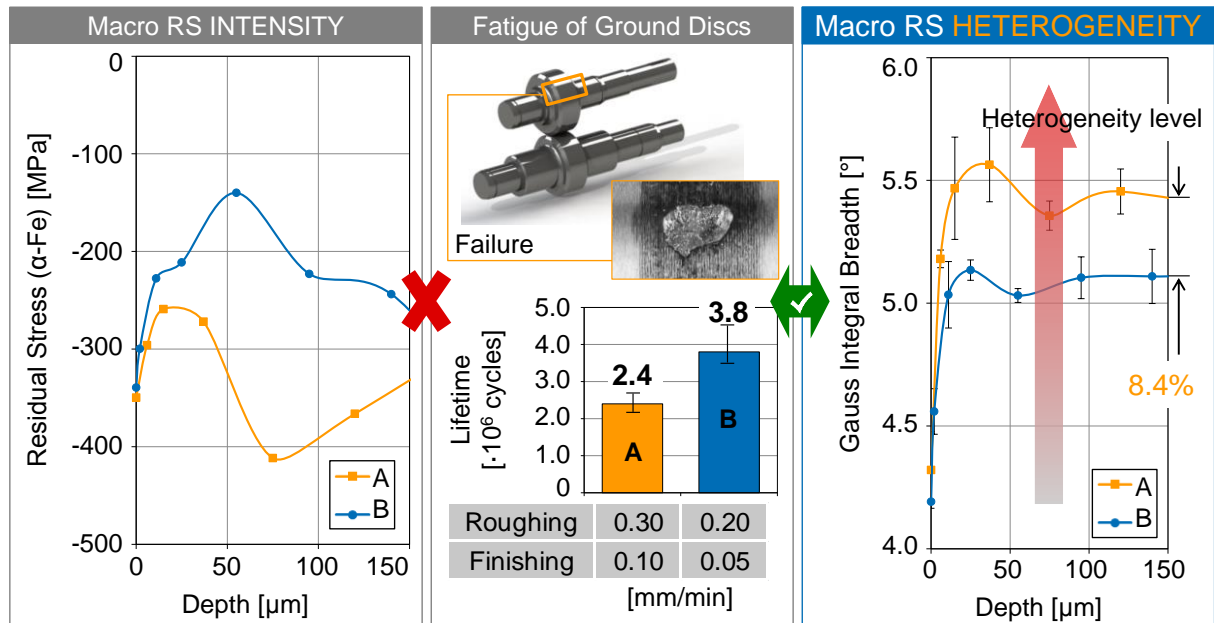 Macro RS INTENSITY
0
-100
-200
-300
-400
-500
Residual Stress (α-Fe) [MPa]
A
B
0
50
100
150
Depth [µm]
Fatigue of Ground Discs
Failure
5.0
4.0
3.0
2.0
1.0
0
Lifetime
[·10⁶ cycles]
2.4
3.8
A
B
Roughing 0.30 0.20
Finishing 0.10 0.05
[mm/min]
Macro RS HETEROGENEITY
6.0
5.5
5.0
4.5
4.0
Gauss Integral Breadth [°]
Heterogeneity level
8.4%
A
B
0
50
100
150
Depth [µm]